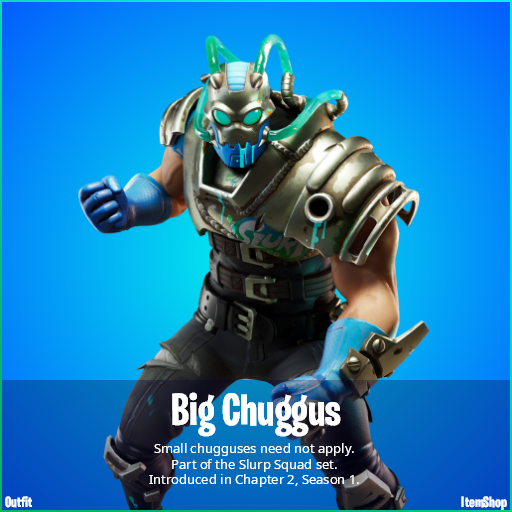 SLURP
Big Chuggus
Small chugguses need not apply.
Part of the Slurp Squad set.
Introduced in Chapter 2, Season 1.
Outfit
ItemShop